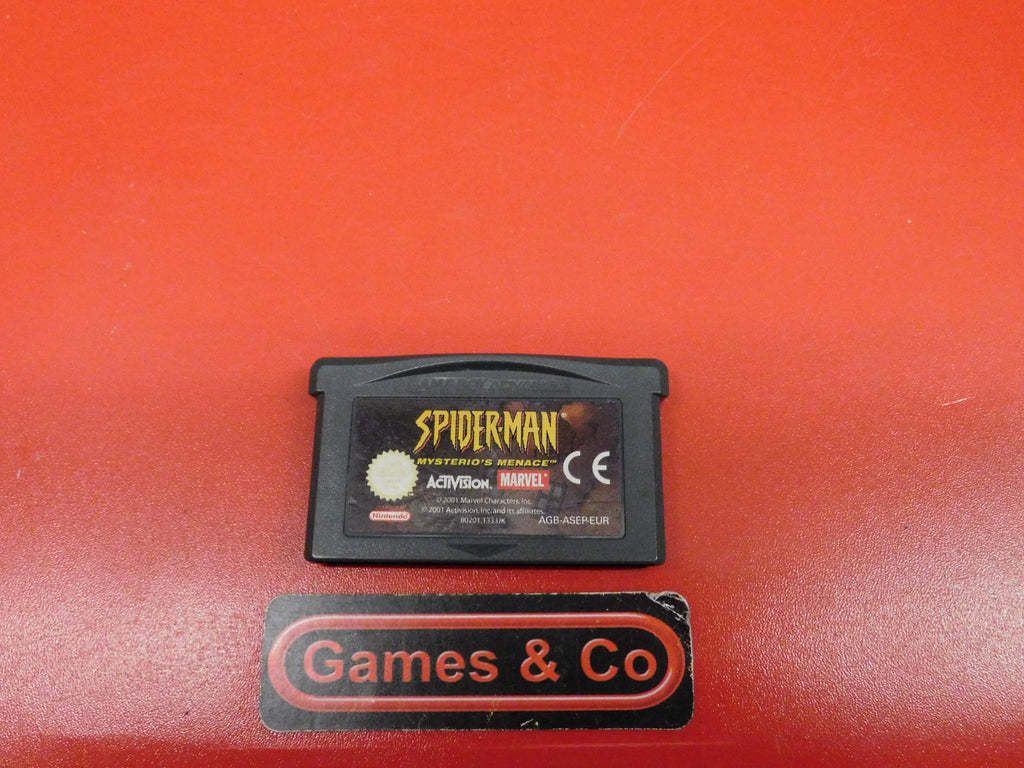 GAME BOY ADVANCE
SPIDER-MAN
MYSTERIO'S MENACE™
ACTIVISION. MARVEL
CE
© 2001 Marvel Characters, Inc.
© 2001 Activision, Inc. and its affiliates.
Nintendo
80201.133.UK
AGB-ASEP-EUR
Games & Co